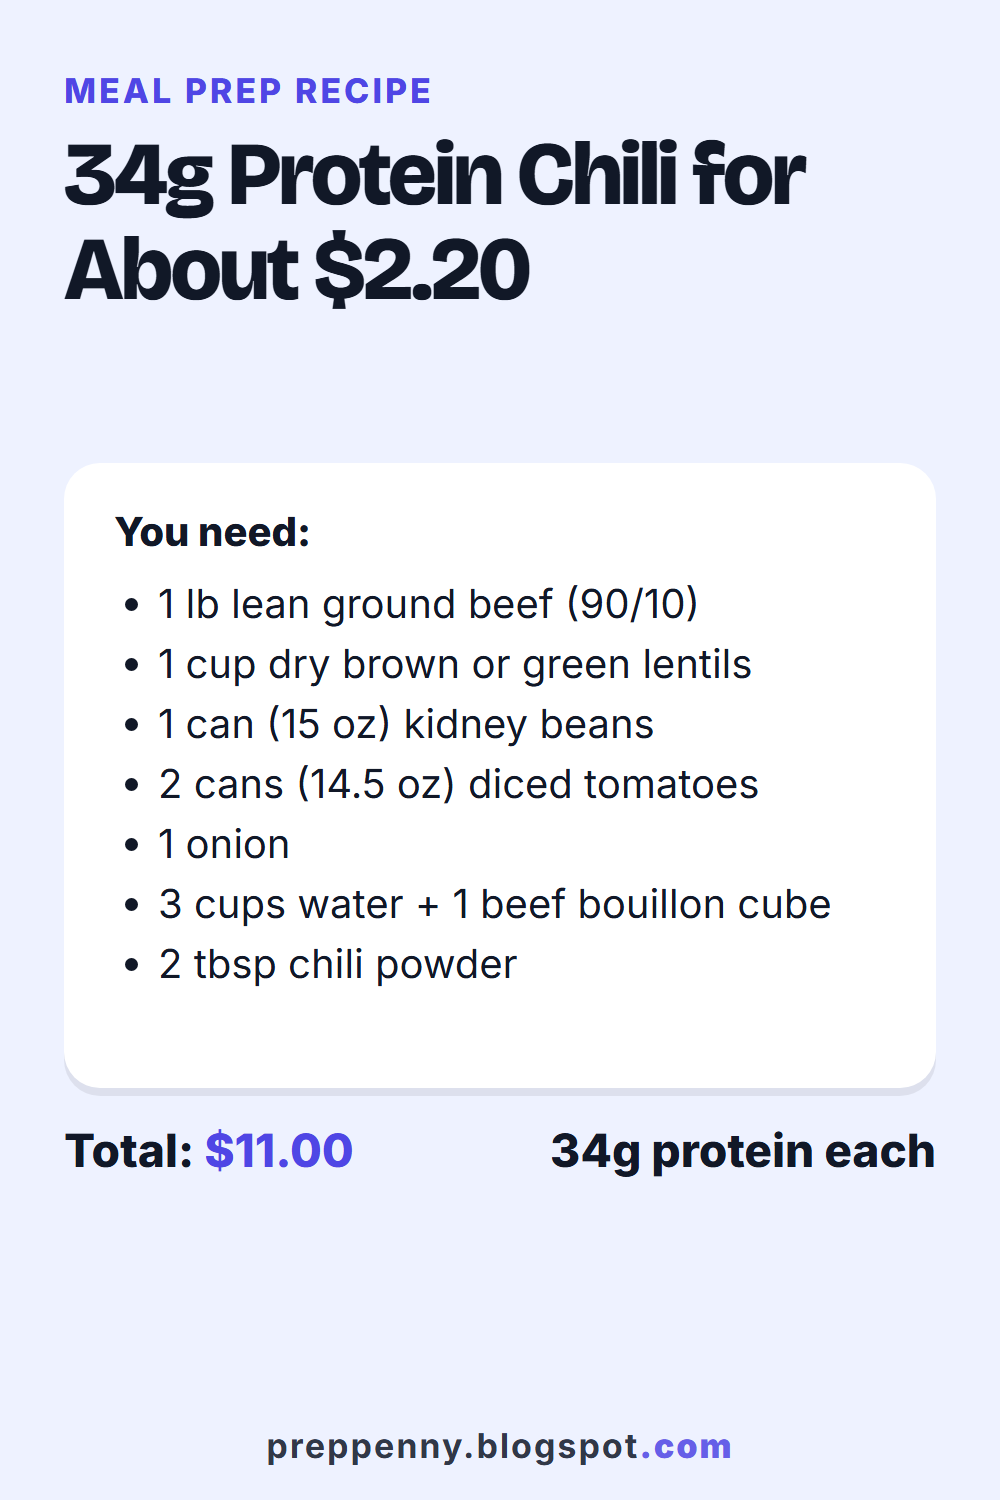 MEAL PREP RECIPE
34g Protein Chili for
About $2.20
You need:
• 1 lb lean ground beef (90/10)
• 1 cup dry brown or green lentils
• 1 can (15 oz) kidney beans
• 2 cans (14.5 oz) diced tomatoes
• 1 onion
• 3 cups water + 1 beef bouillon cube
• 2 tbsp chili powder
Total: $11.00 34g protein each
preppenny.blogspot.com